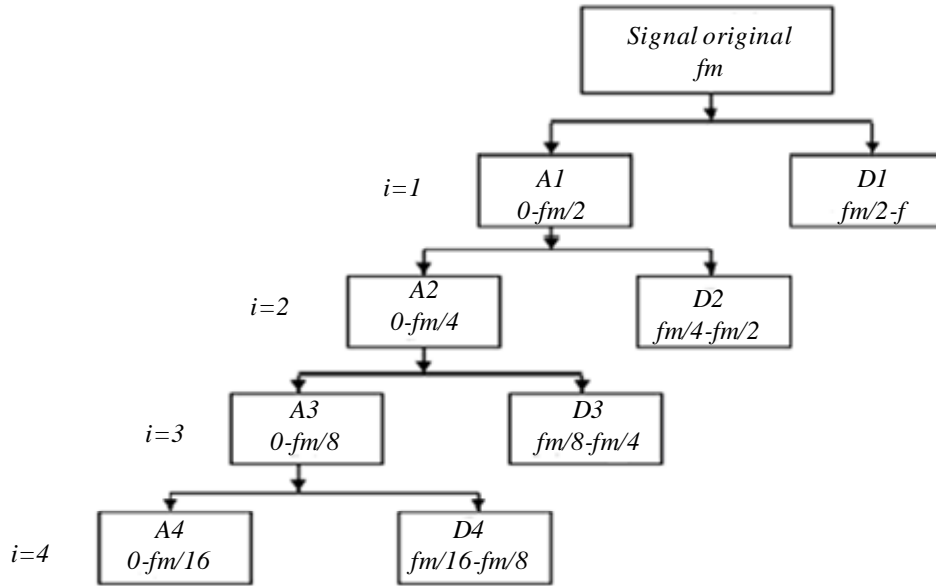 Signal original
fm
i=1
A1
0-fm/2
D1
fm/2-f
i=2
A2
0-fm/4
D2
fm/4-fm/2
i=3
A3
0-fm/8
D3
fm/8-fm/4
i=4
A4
0-fm/16
D4
fm/16-fm/8